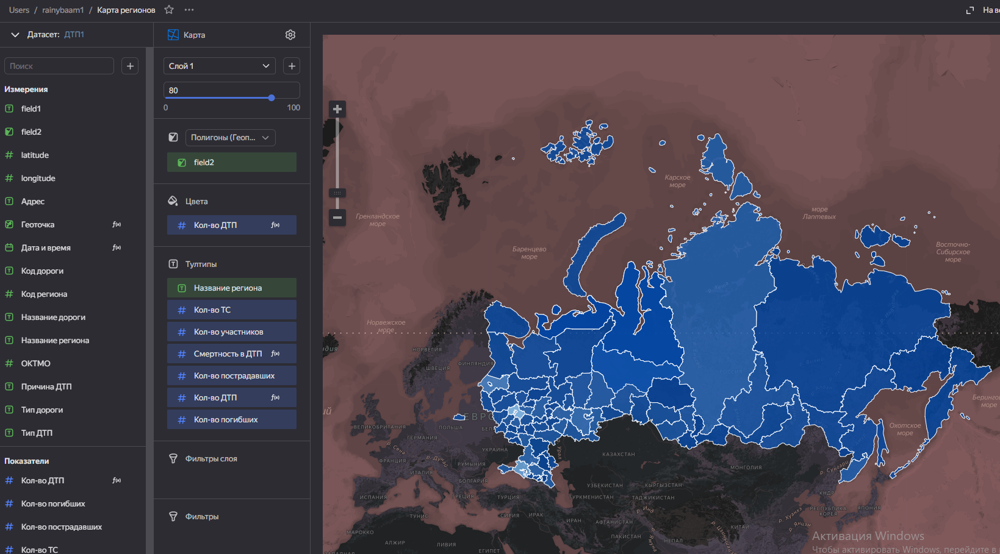 Users / rainybaam1 / Карта регионов
Датасет: ДТП1
Поиск
Измерения
field1
field2
latitude
longitude
Адрес
Геоточка
Дата и время
Код дороги
Код региона
Название дороги
Название региона
ОКТМО
Причина ДТП
Тип дороги
Тип ДТП
Показатели
Кол-во ДТП
Кол-во погибших
Кол-во пострадавших
Кол-во ТС
Карта
Слой 1
80
0 100
Полигоны (Геоп...
field2
Цвета
Кол-во ДТП
Тултипы
Название региона
Кол-во ТС
Кол-во участников
Смертность в ДТП
Кол-во пострадавших
Кол-во ДТП
Кол-во погибших
Фильтры слоя
Фильтры
Карское
море
море
Лаптевых
Гренландское
море
Баренцево
море
Восточно-
Сибирское
море
Норвежское
море
НОРВЕГИЯ
ФИНЛЯНДИЯ
ШВЕЦИЯ
ЕВРО
ВЕЛИКОБРИТАНИЯ
ПОЛЬША
ГЕРМАНИЯ
УКРАИНА
р. Сена
р. Дунай
ФРАНЦИЯ
РУМЫНИЯ
ИТАЛИЯ
БОЛГАРИЯ
ИСПАНИЯ
ГРЕЦИЯ
ТУРЦИЯ
ТУНИС
СИРИЯ
ИРАК
МАРОККО
АЛЖИР
ЛИВИЯ
ЕГИПЕТ
р. Урал
КАЗАХСТАН
УЗБЕКИСТАН
КЫРГЫЗСТАН
ТУРКМЕНИСТАН
ТАДЖИКИСТАН
ИРАН
АФГАНИСТАН
ПАКИСТАН
р. Инд
НЕПАЛ
КИТАЙ
МОНГОЛИЯ
р. Сунгари
КНДР
РЕСПУБЛИКА
КОРЕЯ
ЯПОНИЯ
р. Хуанхэ
р. Янцзы
Охотское
море
море
Активация Windows
Чтобы активировать Windows, перейдите в